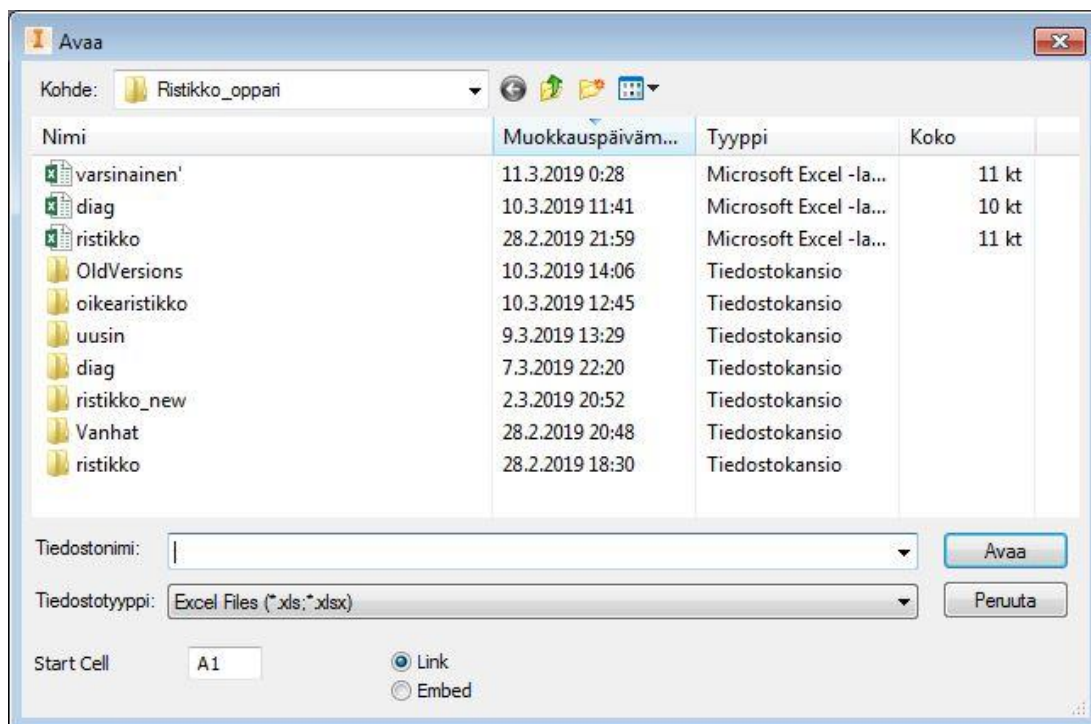 Avaa
Kohde: Ristikko_oppari
Nimi Muokkauspäiväm... Tyyppi Koko
varsinainen' 11.3.2019 0:28 Microsoft Excel -la... 11 kt
diag 10.3.2019 11:41 Microsoft Excel -la... 10 kt
ristikko 28.2.2019 21:59 Microsoft Excel -la... 11 kt
OldVersions 10.3.2019 14:06 Tiedostokansio
oikearistikko 10.3.2019 12:45 Tiedostokansio
uusin 9.3.2019 13:29 Tiedostokansio
diag 7.3.2019 22:20 Tiedostokansio
ristikko_new 2.3.2019 20:52 Tiedostokansio
Vanhat 28.2.2019 20:48 Tiedostokansio
ristikko 28.2.2019 18:30 Tiedostokansio
Tiedostonimi: Avaa
Tiedostotyyppi: Excel Files (*.xls;*.xlsx) Peruuta
Start Cell A1 Link
Embed